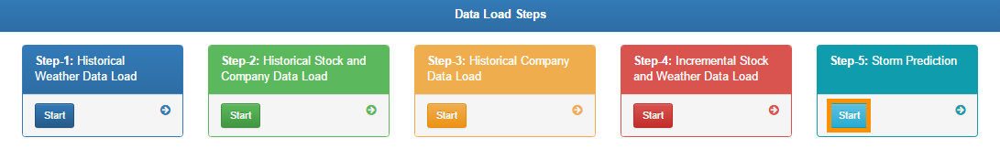 Data Load Steps
Step-1: Historical
Weather Data Load
Start
Step-2: Historical Stock and
Company Data Load
Start
Step-3: Historical Company
Data Load
Start
Step-4: Incremental Stock
and Weather Data Load
Start
Step-5: Storm Prediction
Start